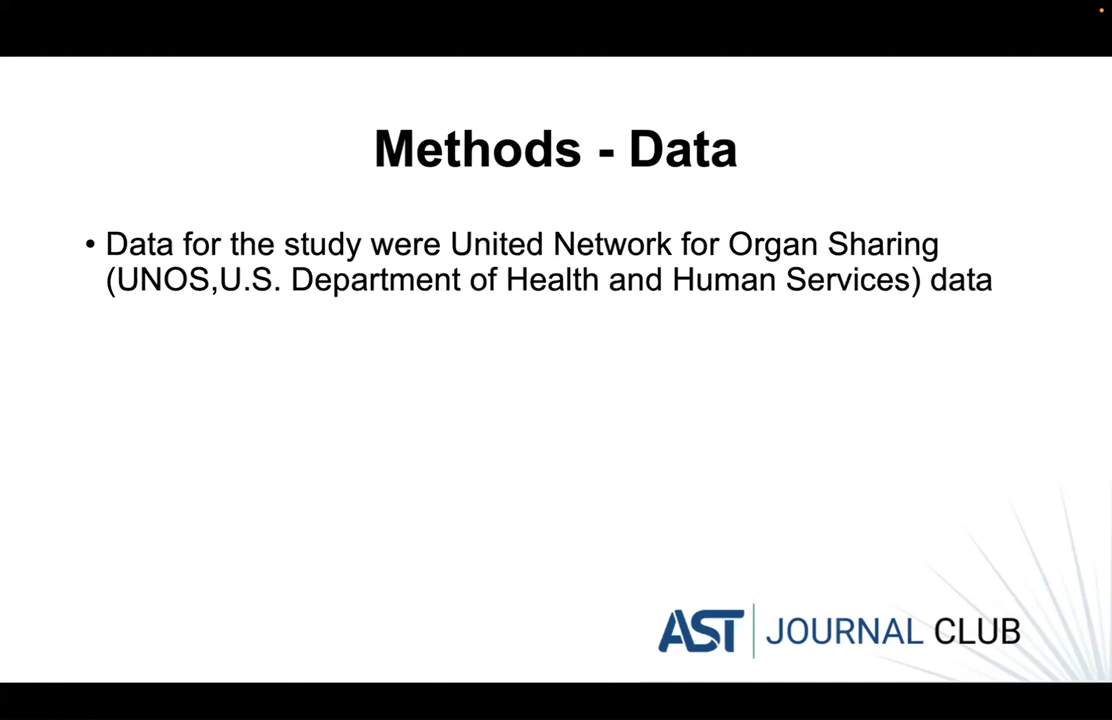 Methods - Data
• Data for the study were United Network for Organ Sharing
(UNOS,U.S. Department of Health and Human Services) data
AST JOURNAL CLUB